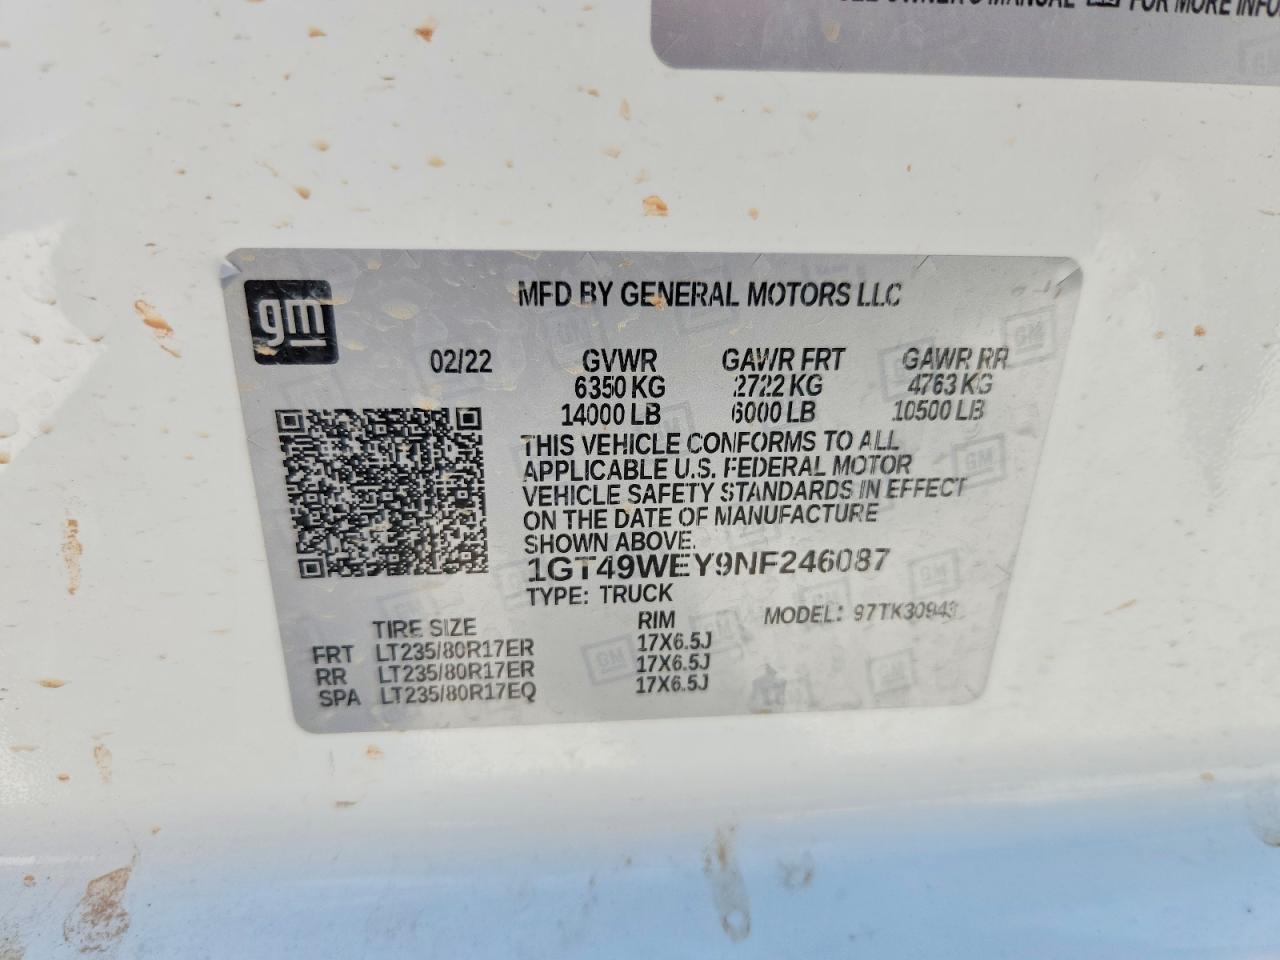 FOR MORE INFO
gm
MFD BY GENERAL MOTORS LLC
02/22 GVWR GAWR FRT GAWR RR
6350 KG 2722 KG 4763 KG
14000 LB 6000 LB 10500 LB
THIS VEHICLE CONFORMS TO ALL
APPLICABLE U.S. FEDERAL MOTOR
VEHICLE SAFETY STANDARDS IN EFFECT
ON THE DATE OF MANUFACTURE
SHOWN ABOVE.
1GT49WEY9NF246087
TYPE: TRUCK
MODEL: 97TK30943
TIRE SIZE RIM
FRT LT235/80R17ER 17X6.5J
RR LT235/80R17ER 17X6.5J
SPA LT235/80R17EQ 17X6.5J